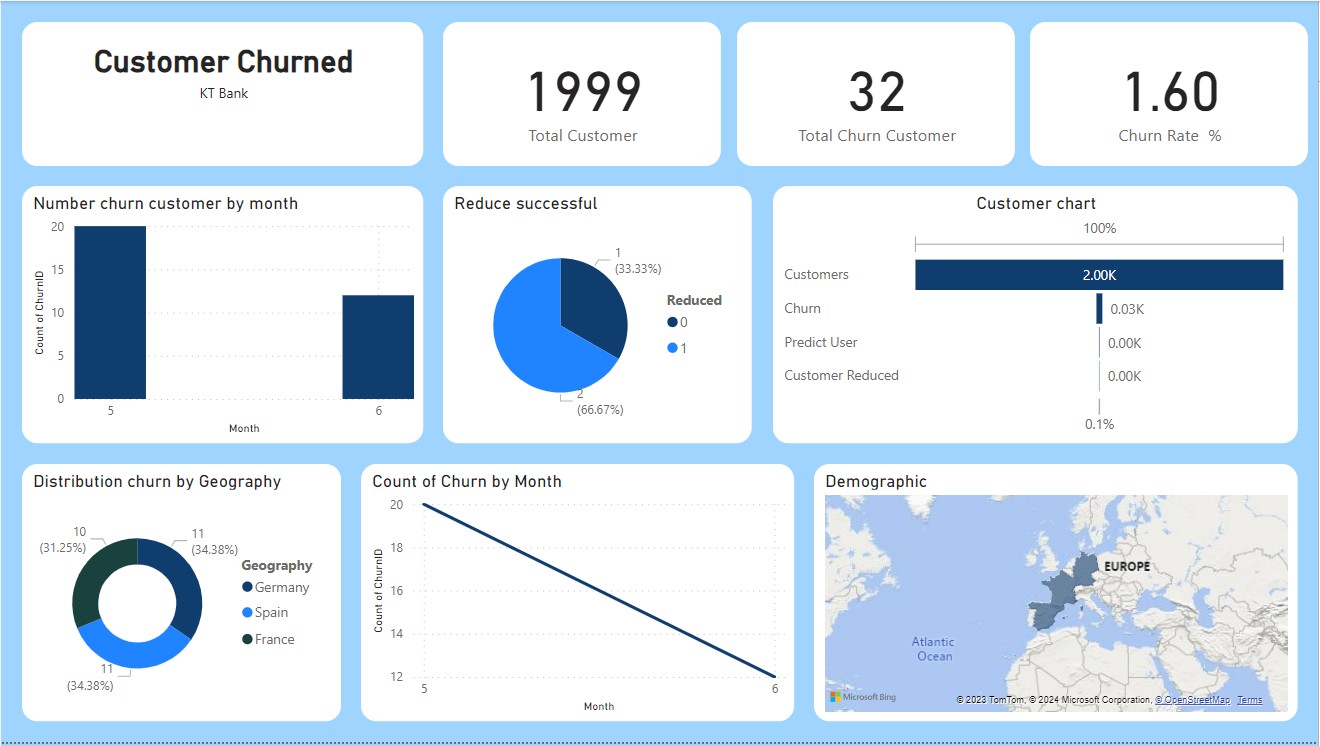 Customer Churned
KT Bank
1999
Total Customer
32
Total Churn Customer
1.60
Churn Rate %
Number churn customer by month
20
15
10
5
0
Count of ChurnID
5
6
Month
Reduce successful
1
(33.33%)
2
(66.67%)
Reduced
0
1
Customer chart
100%
Customers
2.00K
Churn
0.03K
Predict User
0.00K
Customer Reduced
0.00K
0.1%
Distribution churn by Geography
10
(31.25%)
11
(34.38%)
11
(34.38%)
Geography
Germany
Spain
France
Count of Churn by Month
20
18
16
14
12
Count of ChurnID
5
6
Month
Demographic
EUROPE
Atlantic
Ocean
Microsoft Bing
© 2023 TomTom, © 2024 Microsoft Corporation, © OpenStreetMap Terms